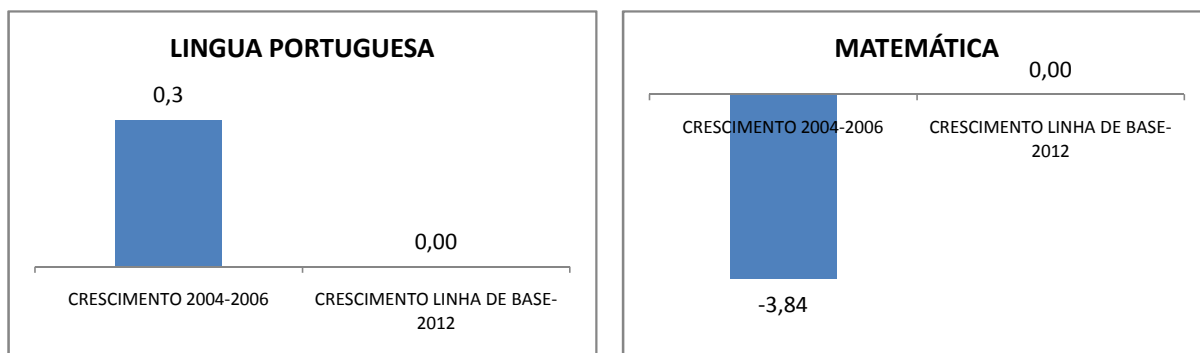 LINGUA PORTUGUESA
0,3
0,00
CRESCIMENTO 2004-2006
CRESCIMENTO LINHA DE BASE-
2012
MATEMÁTICA
0,00
CRESCIMENTO 2004-2006
CRESCIMENTO LINHA DE BASE-
2012
-3,84